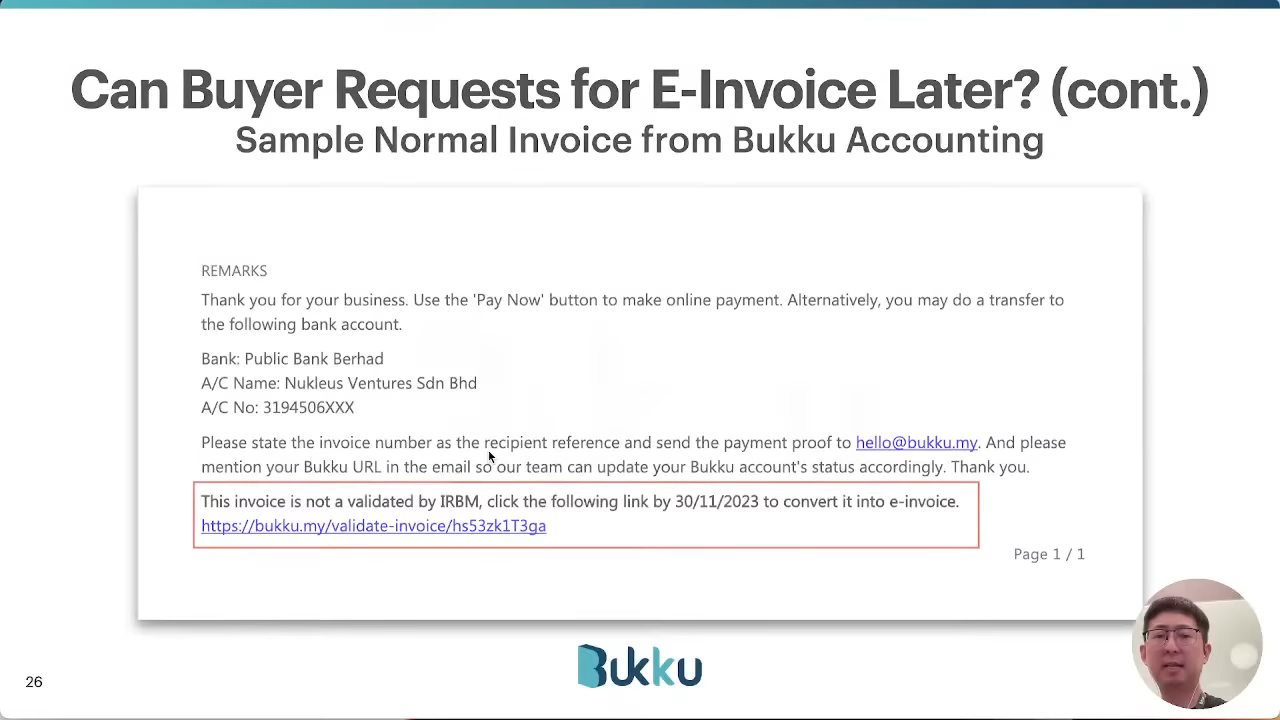 Can Buyer Requests for E-Invoice Later? (cont.)
Sample Normal Invoice from Bukku Accounting
REMARKS
Thank you for your business. Use the 'Pay Now' button to make online payment. Alternatively, you may do a transfer to
the following bank account.
Bank: Public Bank Berhad
A/C Name: Nukleus Ventures Sdn Bhd
A/C No: 3194506XXX
Please state the invoice number as the recipient reference and send the payment proof to hello@bukku.my. And please
mention your Bukku URL in the email so our team can update your Bukku account's status accordingly. Thank you.
This invoice is not a validated by IRBM, click the following link by 30/11/2023 to convert it into e-invoice.
https://bukku.my/validate-invoice/hs53zk1T3ga
Page 1 / 1
Bukku
26